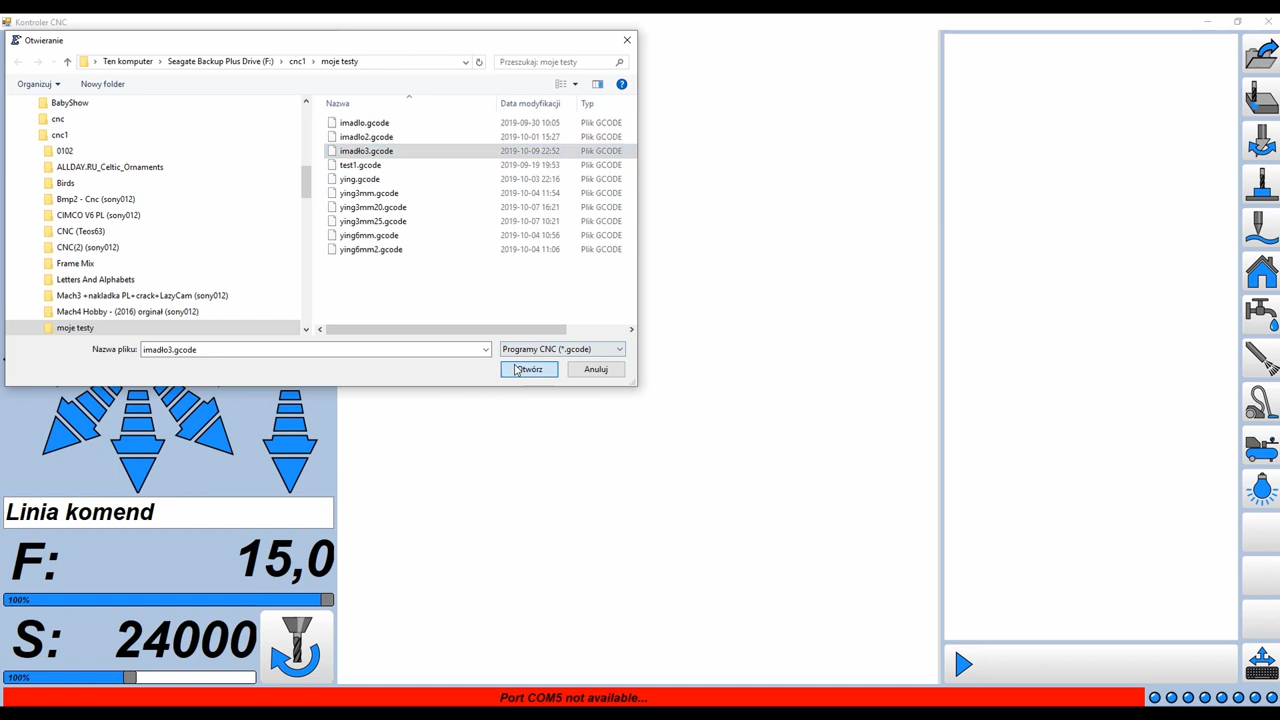 Kontroler CNC
Otwieranie
Ten komputer > Seagate Backup Plus Drive (F:) > cnc1 > moje testy
Przeszukaj: moje testy
Organizuj
Nowy folder
BabyShow
cnc
cnc1
0102
ALLDAY.RU_Celtic_Ornaments
Birds
Bmp2 - Cnc (sony012)
CIMCO V6 PL (sony012)
CNC (Teos63)
CNC(2) (sony012)
Frame Mix
Letters And Alphabets
Mach3 +nakladka PL+crack+LazyCam (sony012)
Mach4 Hobby - (2016) orginał (sony012)
moje testy
Nazwa Data modyfikacji Typ
imadlo.gcode 2019-09-30 10:05 Plik GCODE
imadlo2.gcode 2019-10-01 15:27 Plik GCODE
imadło3.gcode 2019-10-09 22:52 Plik GCODE
test1.gcode 2019-09-19 19:53 Plik GCODE
ying.gcode 2019-10-03 22:16 Plik GCODE
ying3mm.gcode 2019-10-04 11:54 Plik GCODE
ying3mm20.gcode 2019-10-07 16:21 Plik GCODE
ying3mm25.gcode 2019-10-07 10:21 Plik GCODE
ying6mm.gcode 2019-10-04 10:56 Plik GCODE
ying6mm2.gcode 2019-10-04 11:06 Plik GCODE
Nazwa pliku: imadło3.gcode
Programy CNC (*.gcode)
Otwórz
Anuluj
Linia komend
F: 15,0
100%
S: 24000
100%
Port COM5 not available...